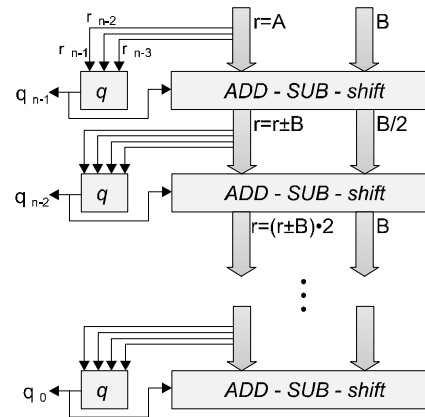 r n-2
r=A
B
r n-1
r n-3
q n-1
q
ADD - SUB - shift
r=r±B
B/2
q n-2
q
ADD - SUB - shift
r=(r±B)•2
B
q 0
q
ADD - SUB - shift